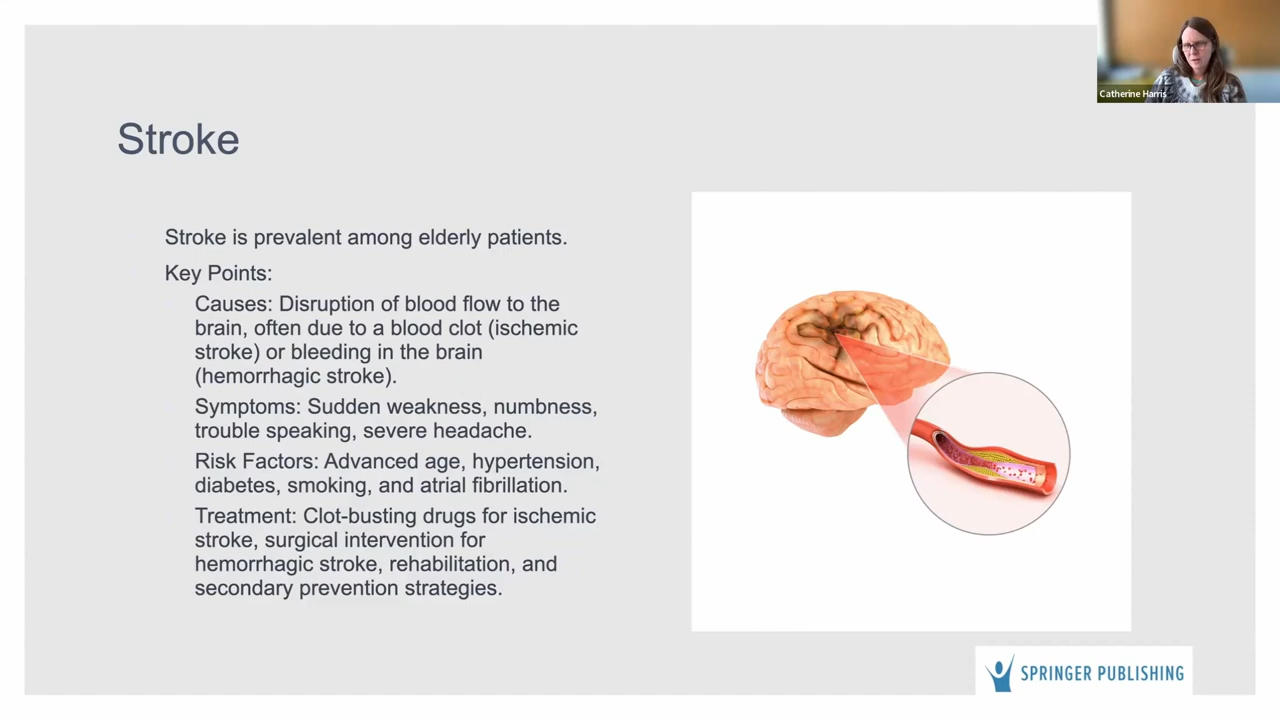 Catherine Harris
Stroke
Stroke is prevalent among elderly patients.
Key Points:
Causes: Disruption of blood flow to the
brain, often due to a blood clot (ischemic
stroke) or bleeding in the brain
(hemorrhagic stroke).
Symptoms: Sudden weakness, numbness,
trouble speaking, severe headache.
Risk Factors: Advanced age, hypertension,
diabetes, smoking, and atrial fibrillation.
Treatment: Clot-busting drugs for ischemic
stroke, surgical intervention for
hemorrhagic stroke, rehabilitation, and
secondary prevention strategies.
SPRINGER PUBLISHING